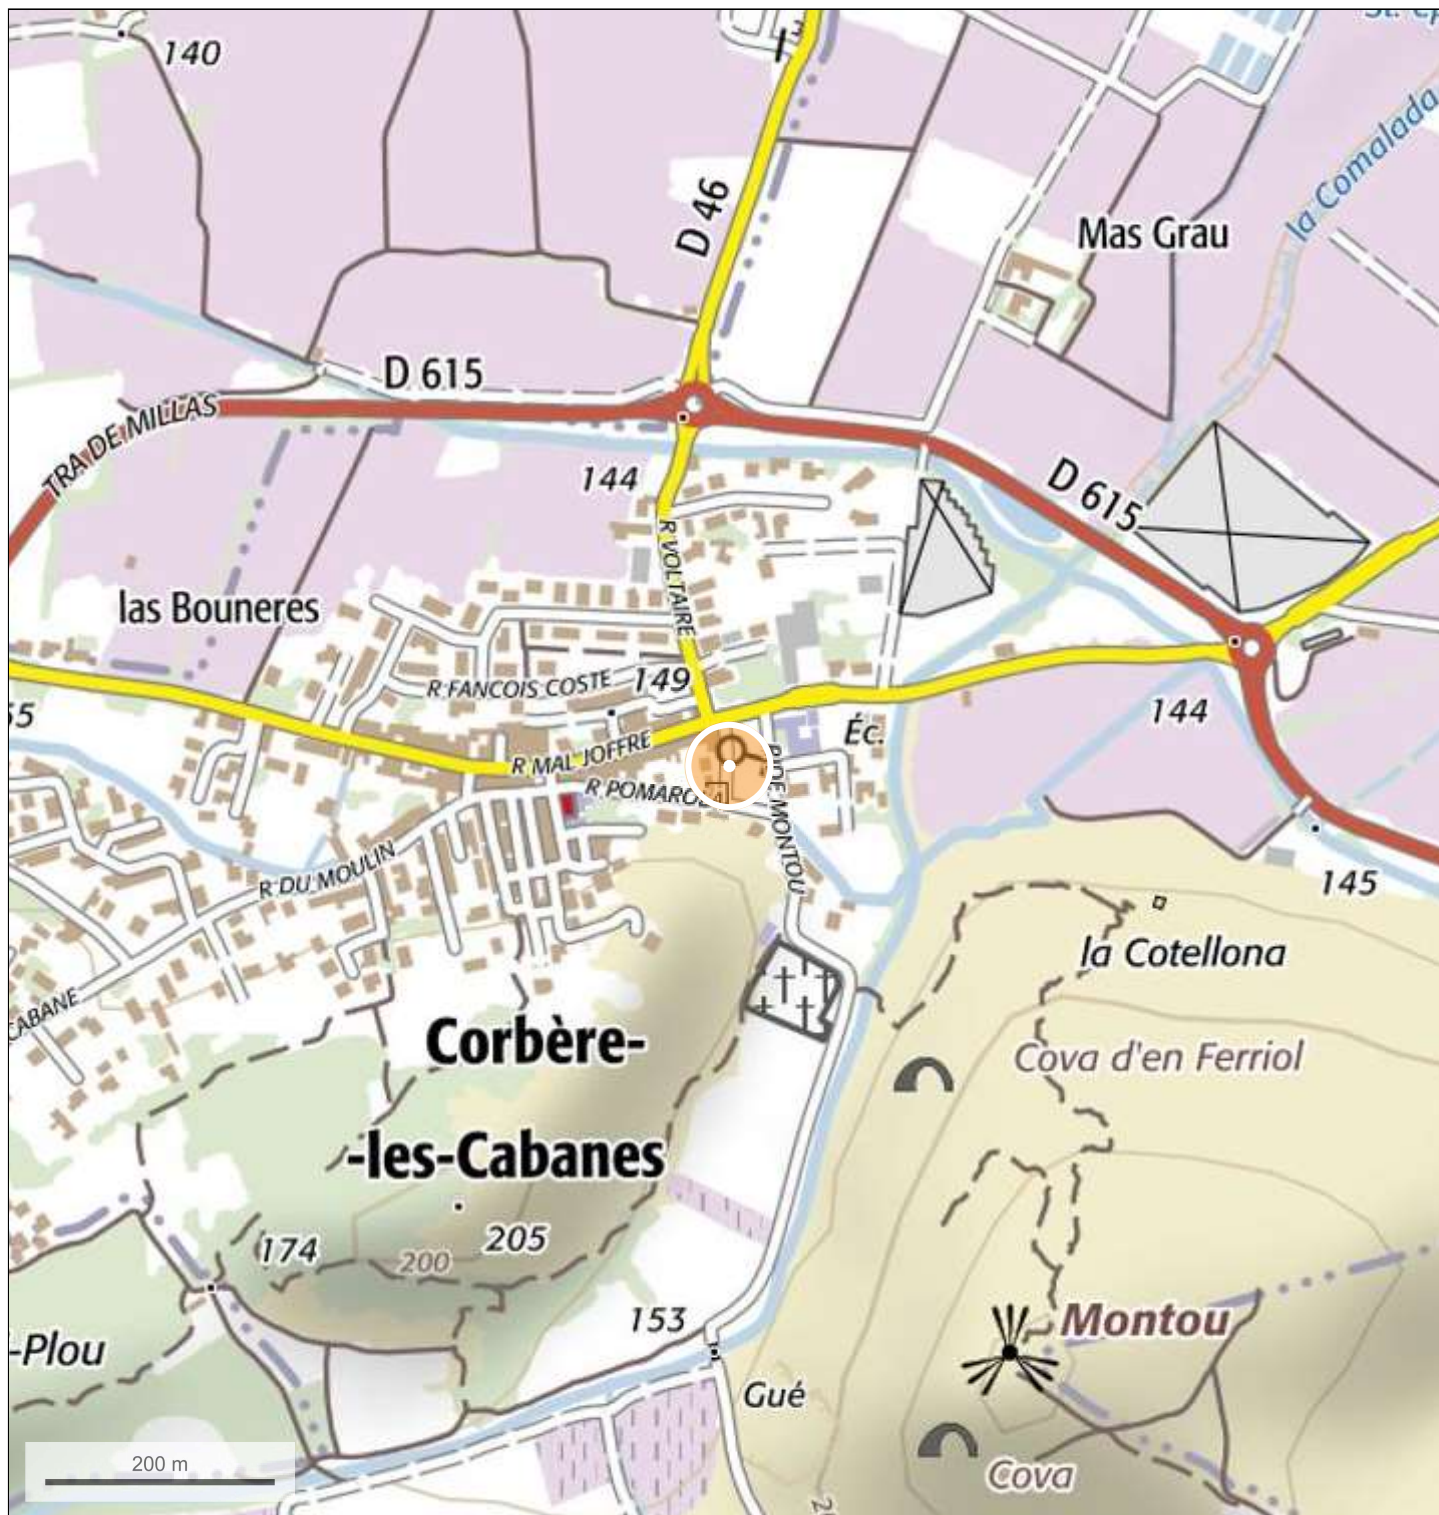 140
la Comalada
D 46
Mas Grau
D 615
TRA DE MILLAS
144
D 615
R VOLTAIRE
las Bouneres
R FANCOIS COSTE
149
144
Éc.
R MAL JOFFRE
R POMAROLA
R DE MONTOU
R DU MOULIN
145
la Cotellona
CABANE
Corbère-
Cova d'en Ferriol
-les-Cabanes
205
174
200
153
Montou
-Plou
Gué
200 m
Cova